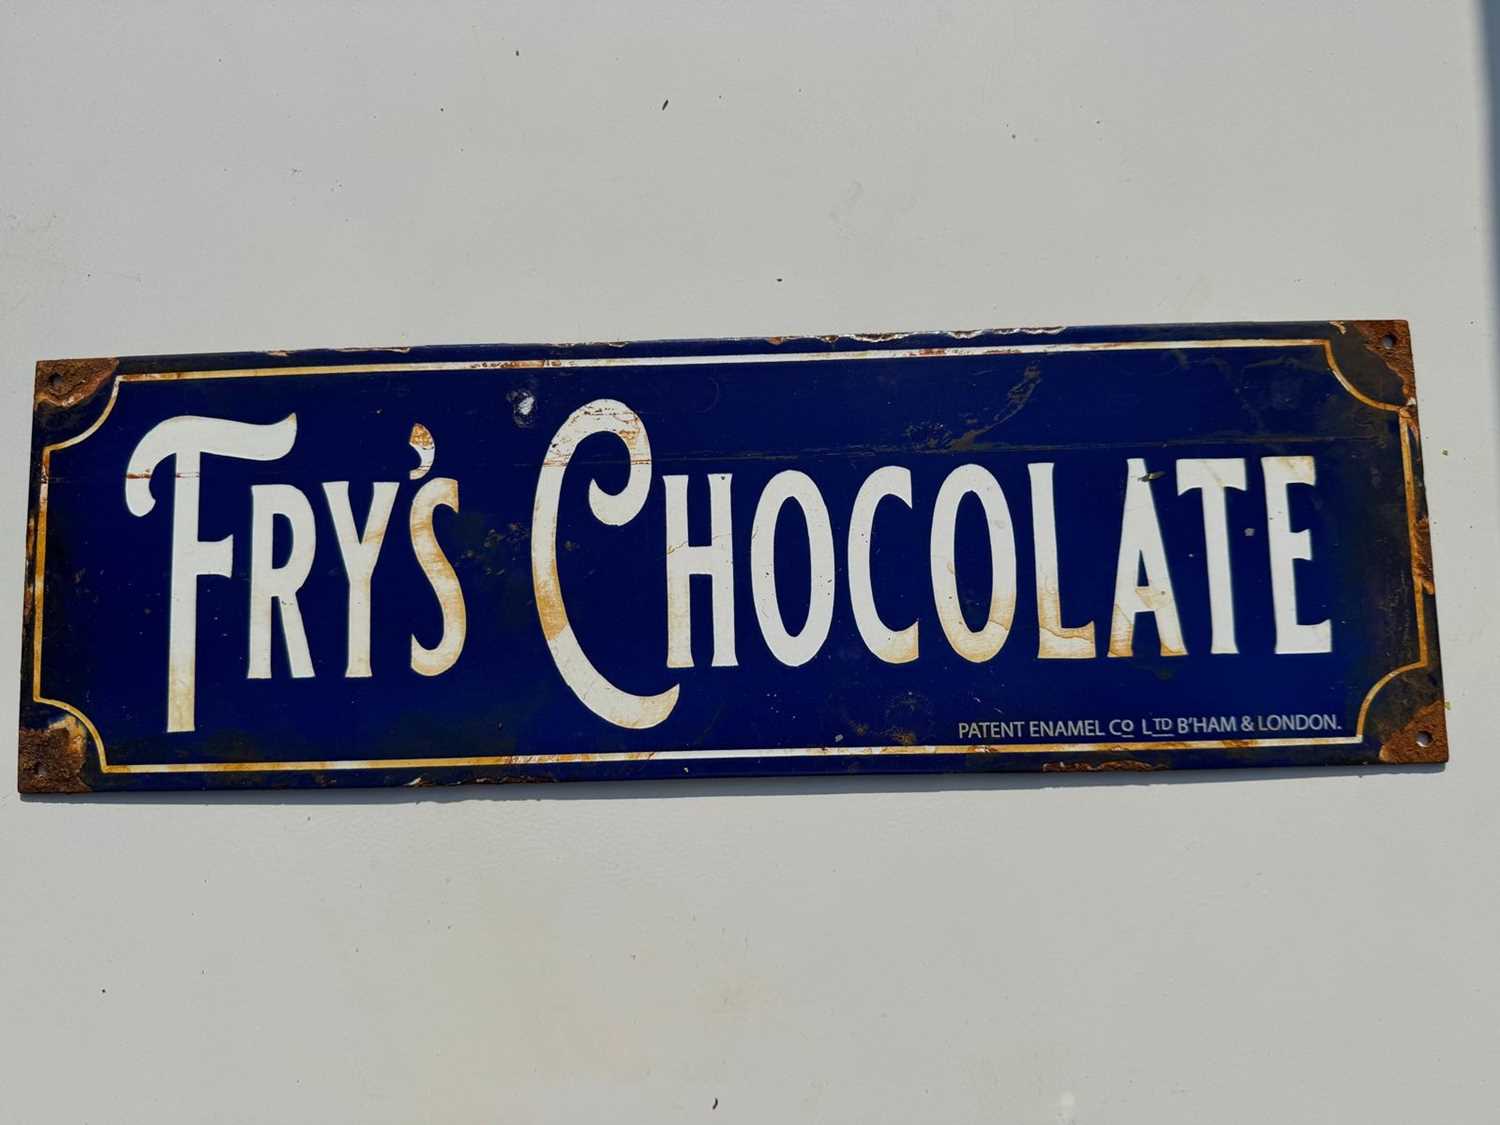 FRY'S CHOCOLATE
PATENT ENAMEL Co LTD B'HAM & LONDON.